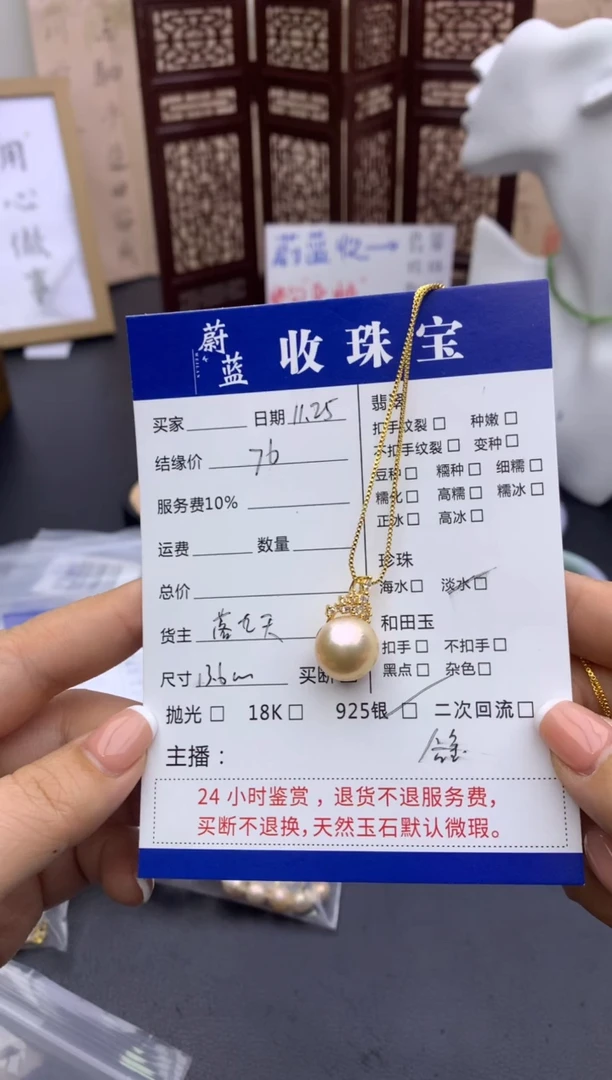 用心做事
蔚蓝收→
蔚蓝 收珠宝
买家 日期 11.25
结缘价 76
服务费10%
运费 数量
总价
货主
尺寸 买断
翡翠
扣手纹裂□ 种嫩□
不扣手纹裂□ 变种□
豆种□ 糯种□ 细糯□
糯化□ 高糯□ 糯冰□
正冰□ 高冰□
珍珠
海水□ 淡水□
和田玉
扣手□ 不扣手□
黑点□ 杂色□
抛光□ 18K□ 925银□ 二次回流□
主播：
24小时鉴赏，退货不退服务费，
买断不退换，天然玉石默认微瑕。